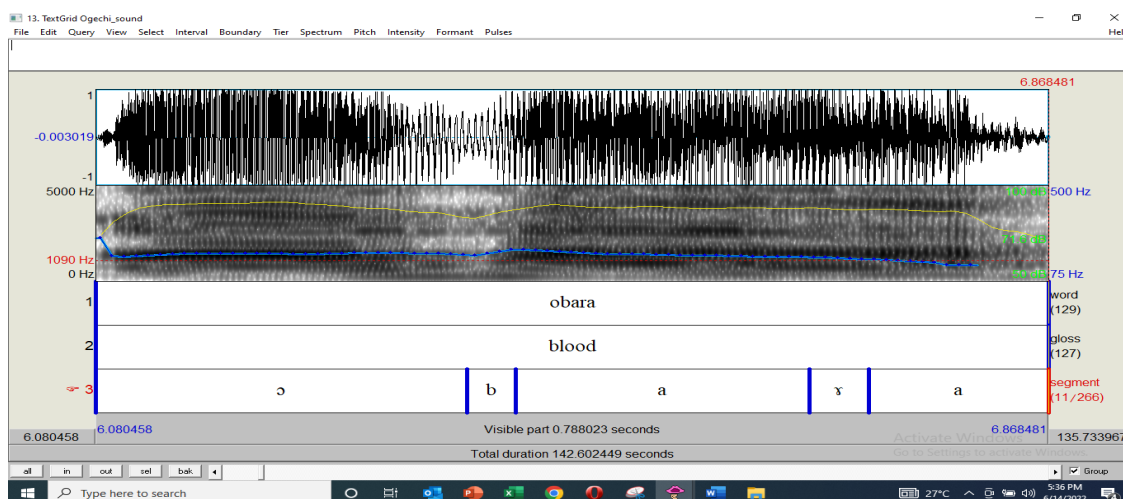 13. TextGrid Ogechi_sound
File Edit Query View Select Interval Boundary Tier Spectrum Pitch Intensity Formant Pulses Hel
6.868481
1
-0.003019
-1
5000 Hz
500 Hz
1090 Hz
0 Hz
75 Hz
1 obara word (129)
2 blood gloss (127)
3 ɔ b a ɤ a segment (11/266)
6.080458 6.080458 Visible part 0.788023 seconds 6.868481 135.733967
Activate Windows
Total duration 142.602449 seconds
Go to Settings to activate Windows.
all in out sel bak Group
Type here to search 27°C 5:36 PM